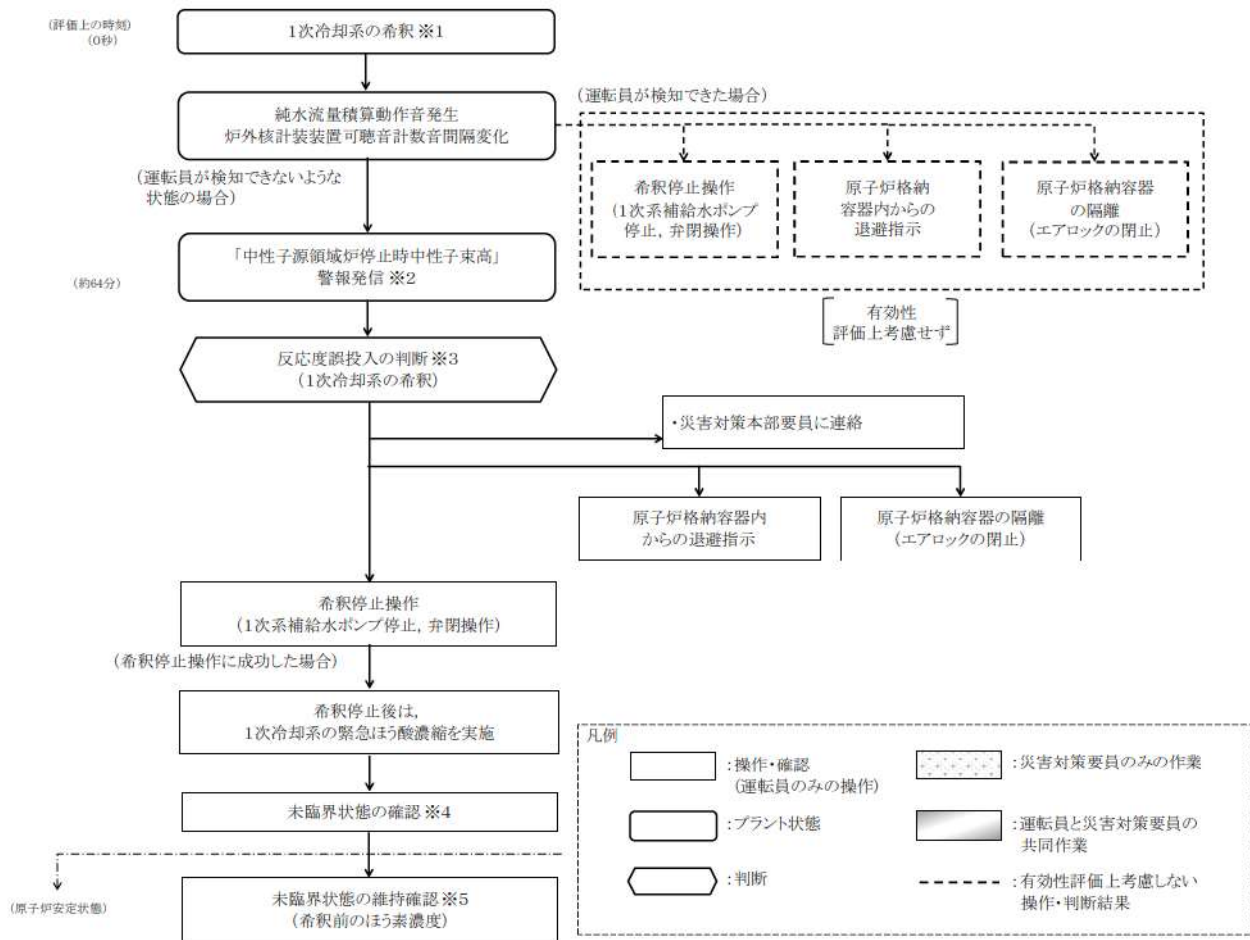 (評価上の時刻)
(0秒)
1次冷却系の希釈※1
純水流量積算動作音発生
炉外核計装装置可聴音計数音間隔変化
(運転員が検知できた場合)
希釈停止操作
(1次系補給水ポンプ
停止, 弁閉操作)
原子炉格納
容器内からの
退避指示
原子炉格納容器
の隔離
(エアロックの閉止)
有効性
評価上考慮せず
(運転員が検知できないような
状態の場合)
(約64分)
「中性子源領域炉停止時中性子束高」
警報発信※2
反応度誤投入の判断※3
(1次冷却系の希釈)
・災害対策本部要員に連絡
原子炉格納容器内
からの退避指示
原子炉格納容器の隔離
(エアロックの閉止)
希釈停止操作
(1次系補給水ポンプ停止, 弁閉操作)
(希釈停止操作に成功した場合)
希釈停止後は,
1次冷却系の緊急ほう酸濃縮を実施
未臨界状態の確認※4
(原子炉安定状態)
未臨界状態の維持確認※5
(希釈前のほう素濃度)
凡例
:操作・確認
(運転員のみの操作)
:プラント状態
:判断
:災害対策要員のみの作業
:運転員と災害対策要員の
共同作業
:有効性評価上考慮しない
操作・判断結果